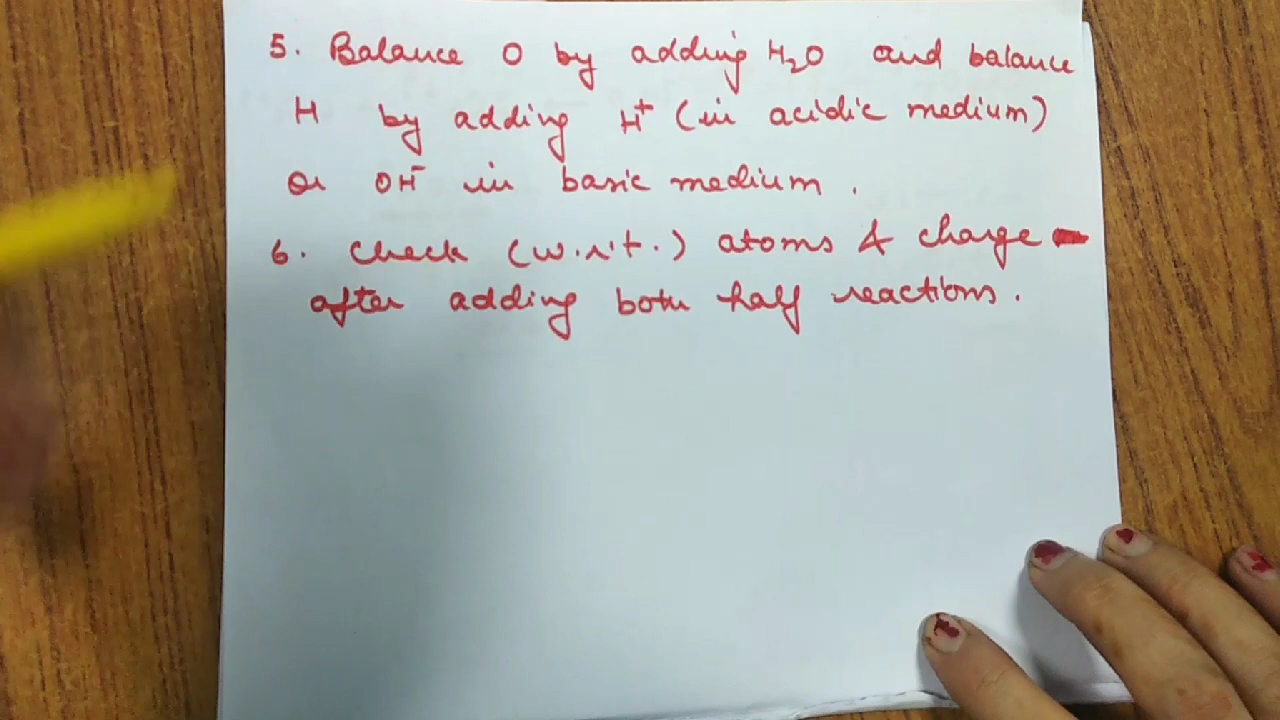 5. Balance O by adding H₂O and balance
H by adding H⁺ (in acidic medium)
or OH⁻ in basic medium.
6. Check (w.r.t.) atoms & charge
after adding both half reactions.